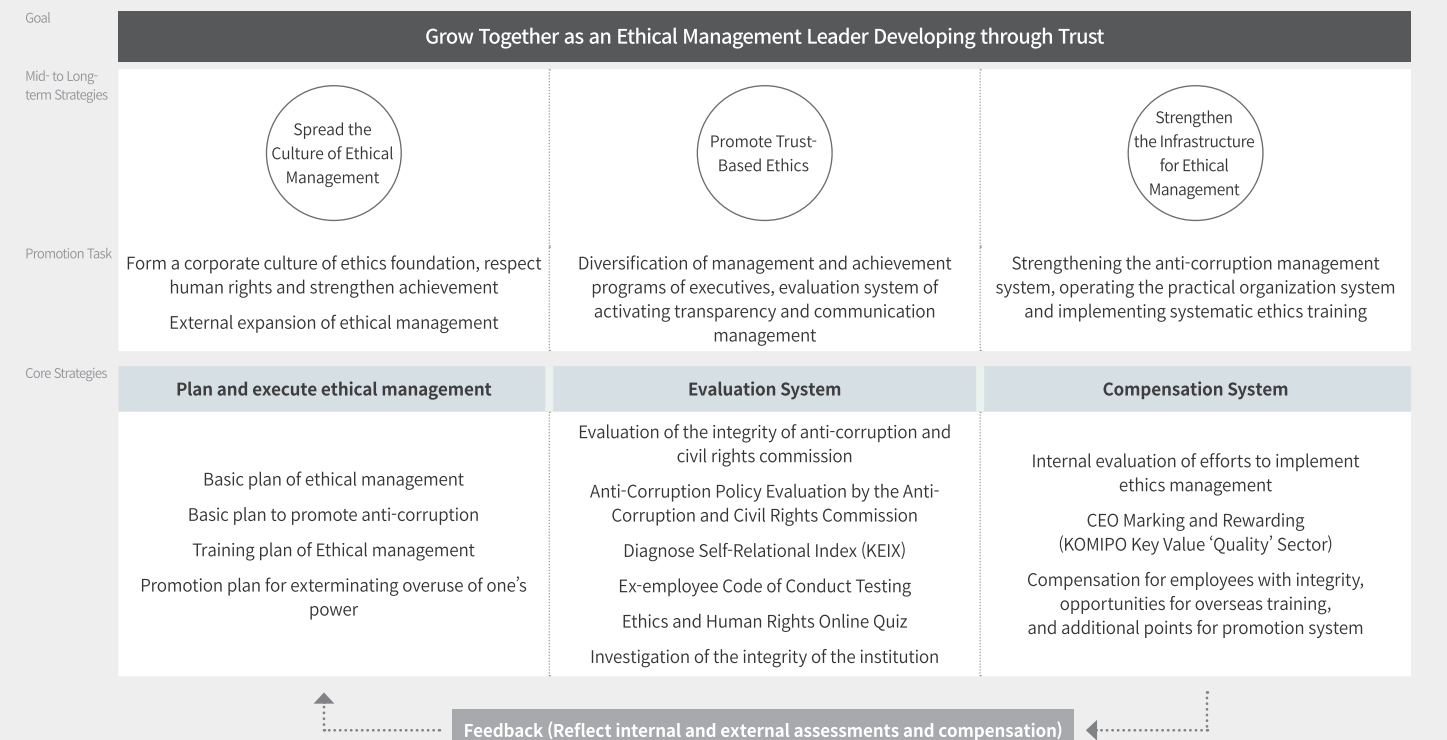 Goal
Grow Together as an Ethical Management Leader Developing through Trust
Mid- to Long-
term Strategies
Spread the
Culture of Ethical
Management
Promote Trust-
Based Ethics
Strengthen
the Infrastructure
for Ethical
Management
Promotion Task
Form a corporate culture of ethics foundation, respect
human rights and strengthen achievement
External expansion of ethical management
Diversification of management and achievement
programs of executives, evaluation system of
activating transparency and communication
management
Strengthening the anti-corruption management
system, operating the practical organization system
and implementing systematic ethics training
Core Strategies
Plan and execute ethical management
Basic plan of ethical management
Basic plan to promote anti-corruption
Training plan of Ethical management
Promotion plan for exterminating overuse of one’s
power
Evaluation System
Evaluation of the integrity of anti-corruption and
civil rights commission
Anti-Corruption Policy Evaluation by the Anti-
Corruption and Civil Rights Commission
Diagnose Self-Relational Index (KEIX)
Ex-employee Code of Conduct Testing
Ethics and Human Rights Online Quiz
Investigation of the integrity of the institution
Compensation System
Internal evaluation of efforts to implement
ethics management
CEO Marking and Rewarding
(KOMIPO Key Value ‘Quality’ Sector)
Compensation for employees with integrity,
opportunities for overseas training,
and additional points for promotion system
Feedback (Reflect internal and external assessments and compensation)